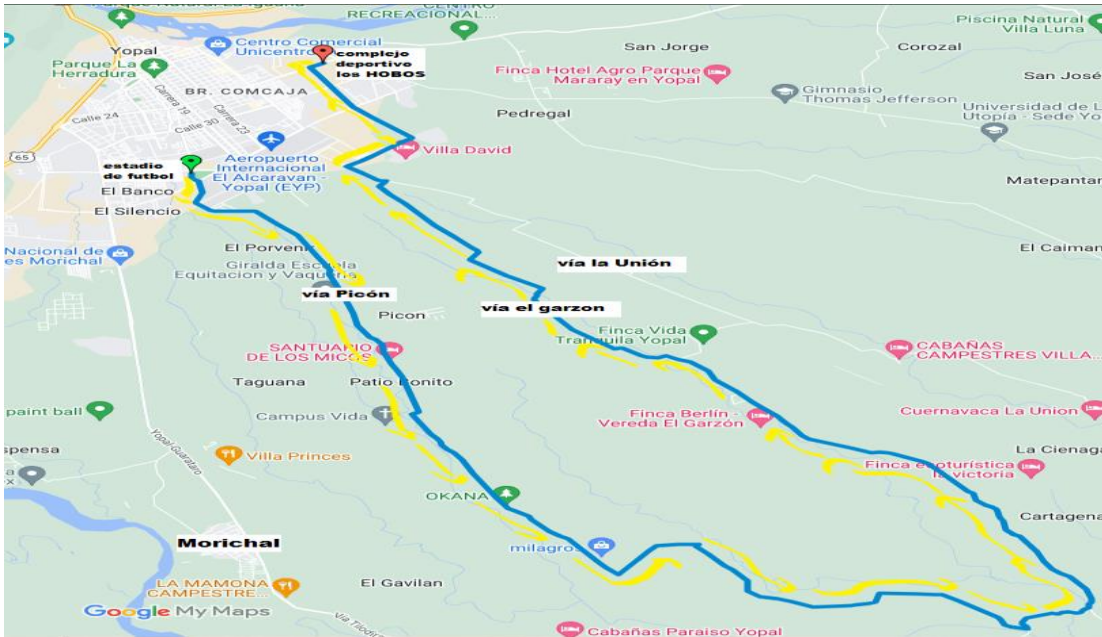 RECREACIONAL...
Piscina Natural
Villa Luna
Yopal
Centro Comercial
Unicentro
complejo
deportivo
los HOBOS
San Jorge
Corozal
Parque La
Herradura
Finca Hotel Agro Parque
Mararay en Yopal
San José
BR. COMCAJA
Carrera 19
Gimnasio
Thomas Jefferson
Calle 24
Calle 30
Carrera 23
Pedregal
Universidad de L
Utopía - Sede Yo
65
Villa David
estadio
de futbol
Aeropuerto
Internacional
El Alcaravan -
Yopal (EYP)
Matepantan
El Banco
El Silencio
Nacional de
es Morichal
El Porvenir
El Caiman
Giralda Escuela
Equitacion y Vaqueria
vía la Unión
vía Picón
vía el garzon
Picon
Finca Vida
Tranquila Yopal
SANTUARIO
DE LOS MICOS
CABAÑAS
CAMPESTRES VILLA...
Taguana
Patio Bonito
paint ball
Campus Vida
Finca Berlín -
Vereda El Garzón
Cuernavaca La Union
spensa
Yopal-Guarataro
Villa Princes
La Cienaga
Finca ecoturística
la victoria
OKANA
Cartagena
Morichal
milagros
LA MAMONA
CAMPESTRE...
El Gavilan
Google My Maps
Cabañas Paraiso Yopal